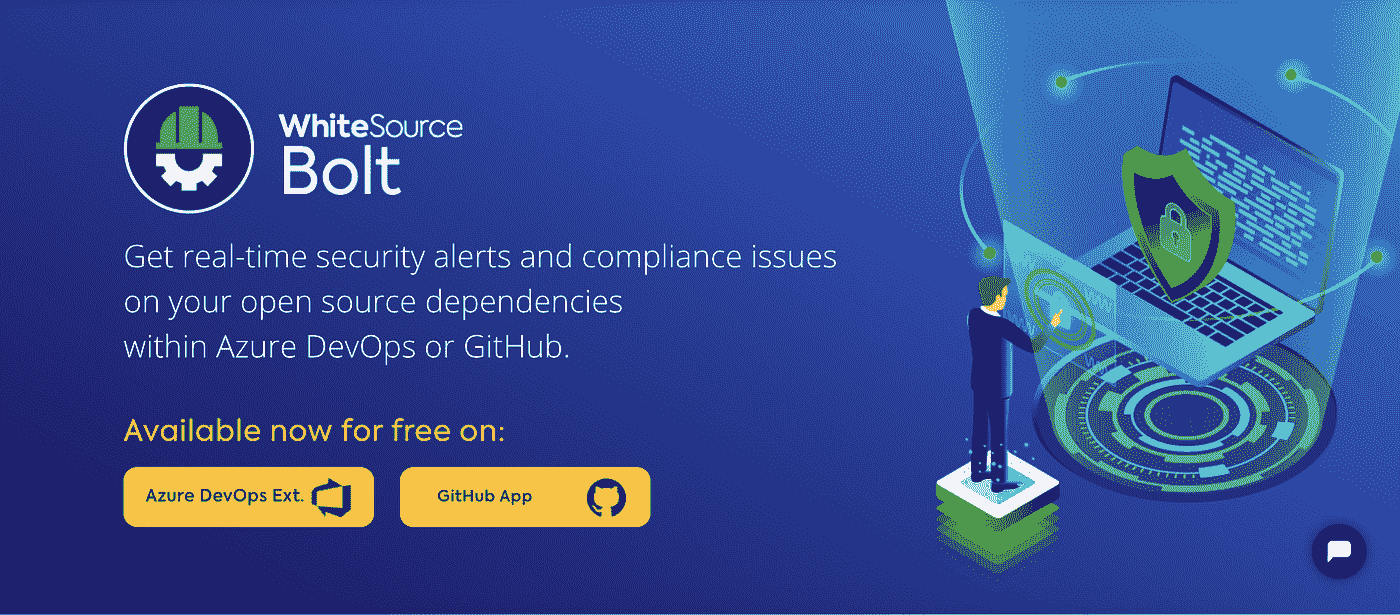 WhiteSource
Bolt
Get real-time security alerts and compliance issues
on your open source dependencies
within Azure DevOps or GitHub.
Available now for free on:
Azure DevOps Ext.
GitHub App